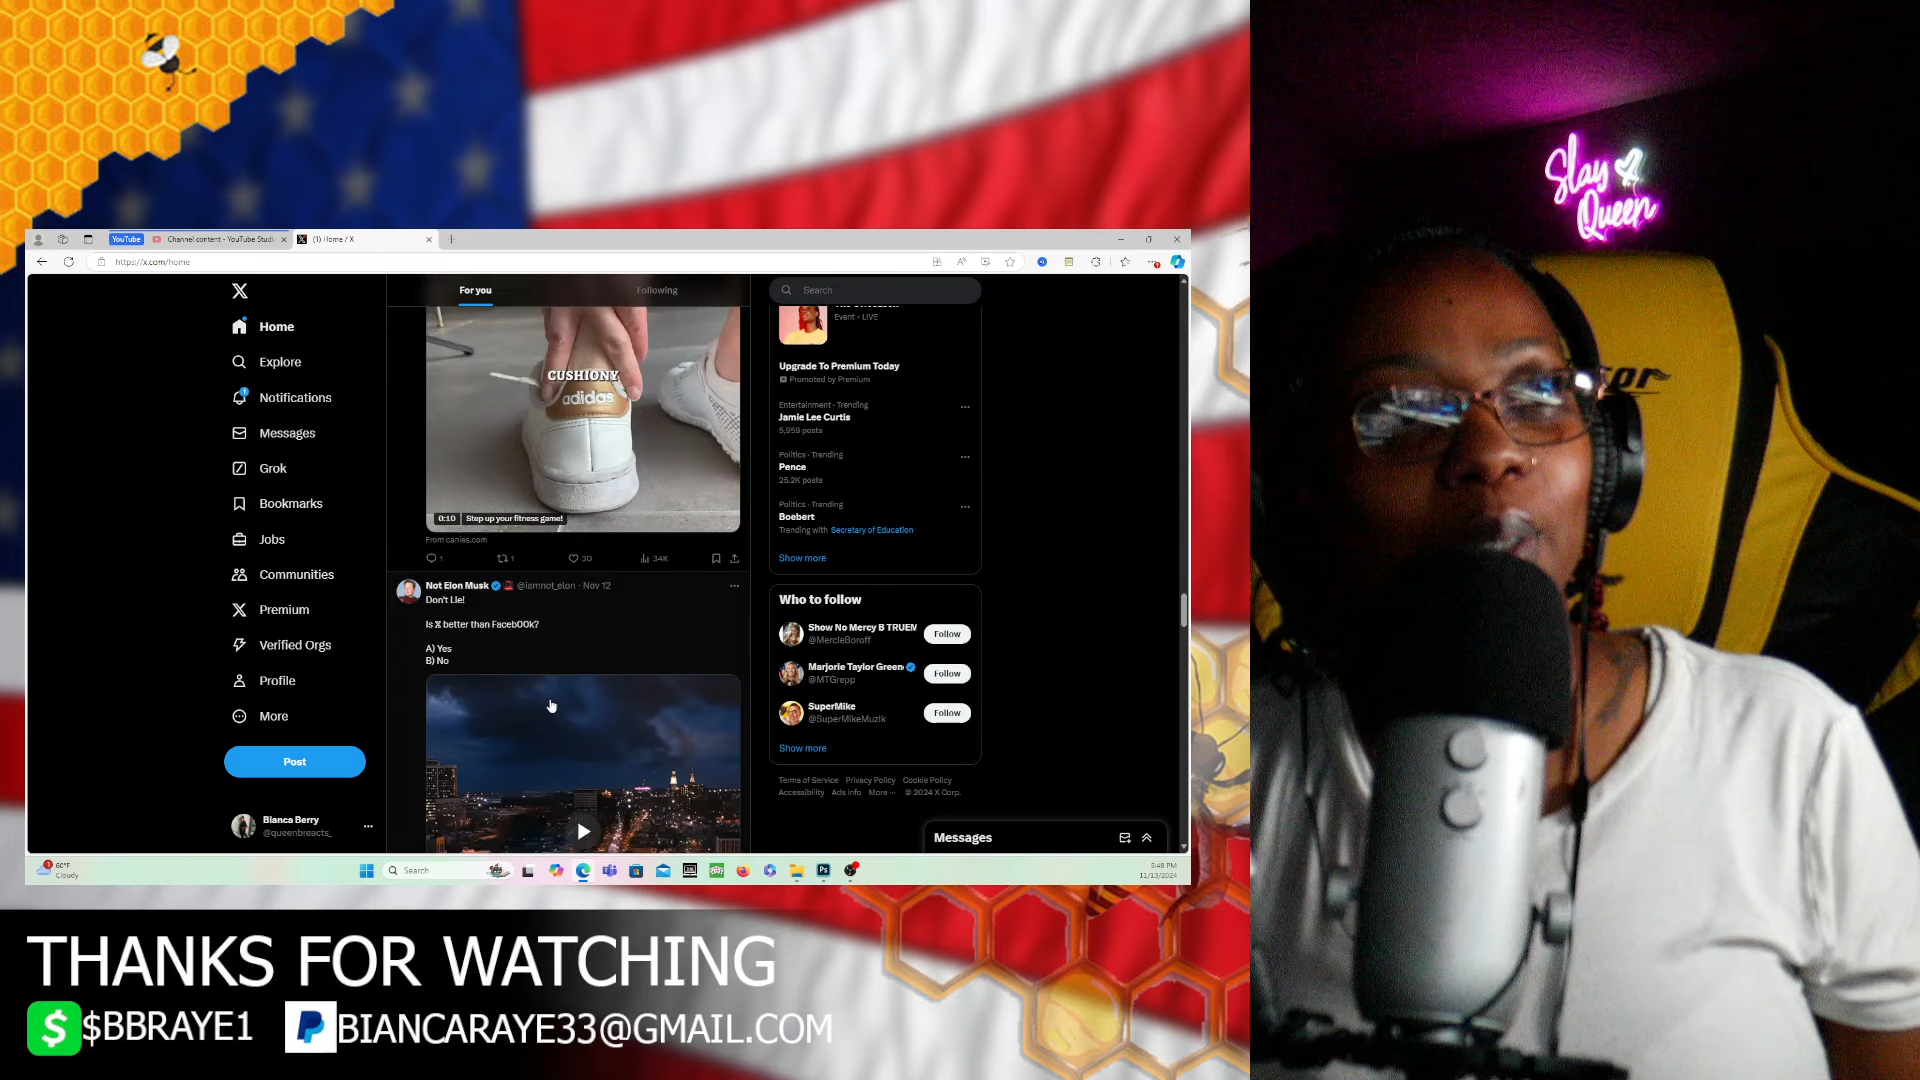 YouTube
Channel content - YouTube Studi
(1) Home / X
https://x.com/home
For you
Following
Search
Home
Explore
Notifications
Messages
Grok
Bookmarks
Jobs
Communities
Premium
Verified Orgs
Profile
More
Post
Bianca Berry
@queenbreacts_
CUSHIONY
adidas
0:10 | Step up your fitness game!
From canies.com
1
1
30
34K
Not Elon Musk @iamnot_elon · Nov 12
Don't Lie!
Is X better than Faceb00k?
A) Yes
B) No
Event · LIVE
Upgrade To Premium Today
Promoted by Premium
Entertainment · Trending
Jamie Lee Curtis
5,959 posts
Politics · Trending
Pence
25.2K posts
Politics · Trending
Boebert
Trending with Secretary of Education
Show more
Who to follow
Show No Mercy B TRUEM
@MercieBoroff
Follow
Marjorie Taylor Green
@MTGrepp
Follow
SuperMike
@SuperMikeMuzik
Follow
Show more
Terms of Service Privacy Policy Cookie Policy
Accessibility Ads info More ··· © 2024 X Corp.
Messages
60°F
Cloudy
Search
5:48 PM
11/13/2024
Slay
Queen
THANKS FOR WATCHING
$BBRAYE1
BIANCARAYE33@GMAIL.COM